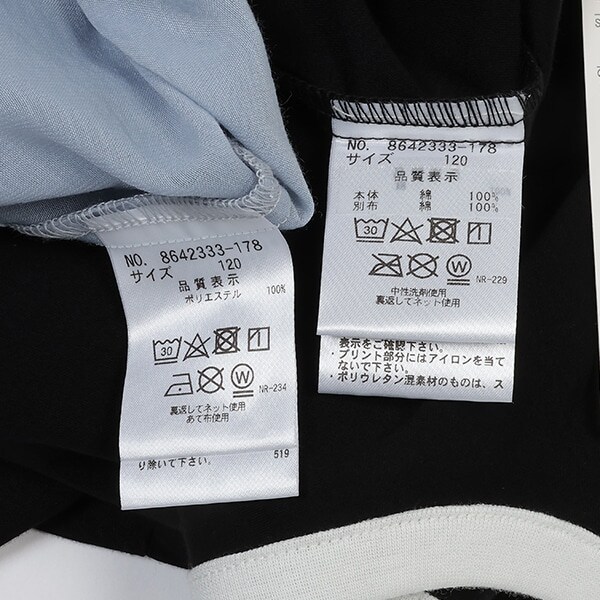 NO. 8642333-178
サイズ 120
品質表示
ポリエステル 100%
30
W
NR-234
裏返してネット使用
あて布使用
り除いて下さい。
519
NO. 8642333-178
サイズ 120
品質表示
本体 綿 100%
別布 綿 100%
30
W
NR-229
中性洗剤使用
裏返してネット使用
表示をご確認下さい。
・プリント部分にはアイロンを当て
ないで下さい。
・ポリウレタン混素材のものは、ス